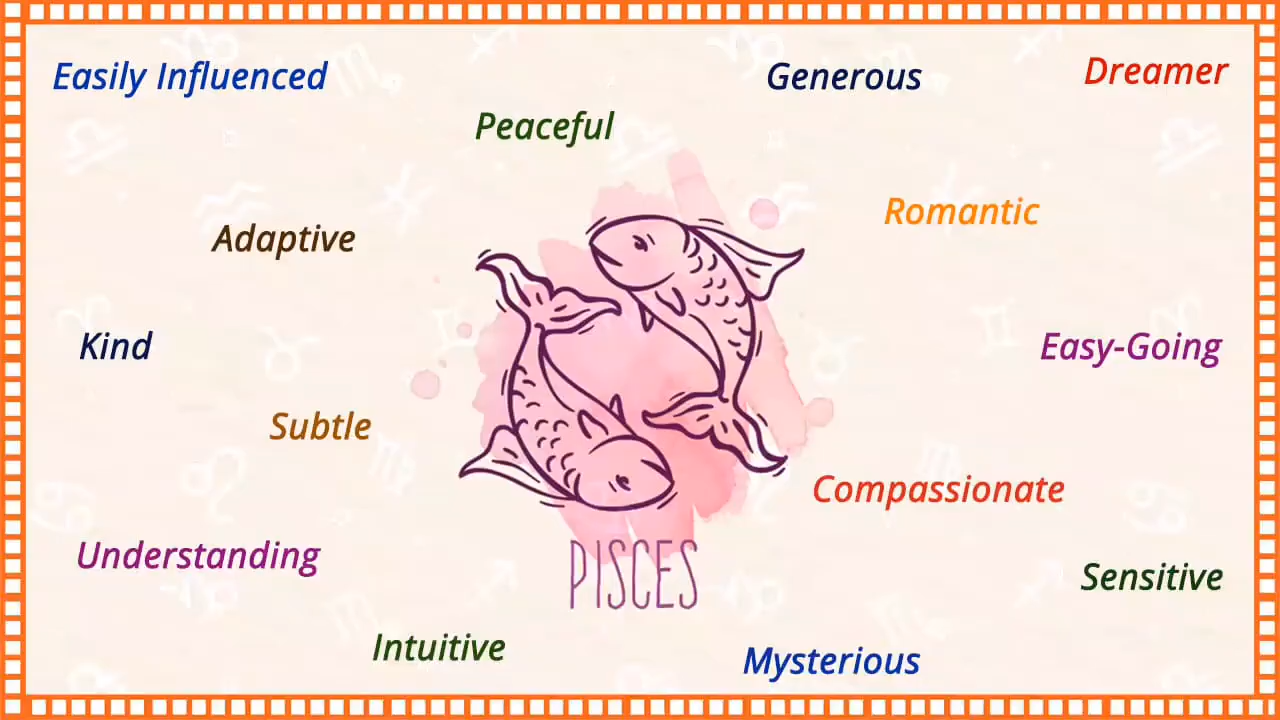 Easily Influenced
Generous
Dreamer
Peaceful
Romantic
Adaptive
Kind
Easy-Going
Subtle
Compassionate
Understanding
Sensitive
PISCES
Intuitive
Mysterious